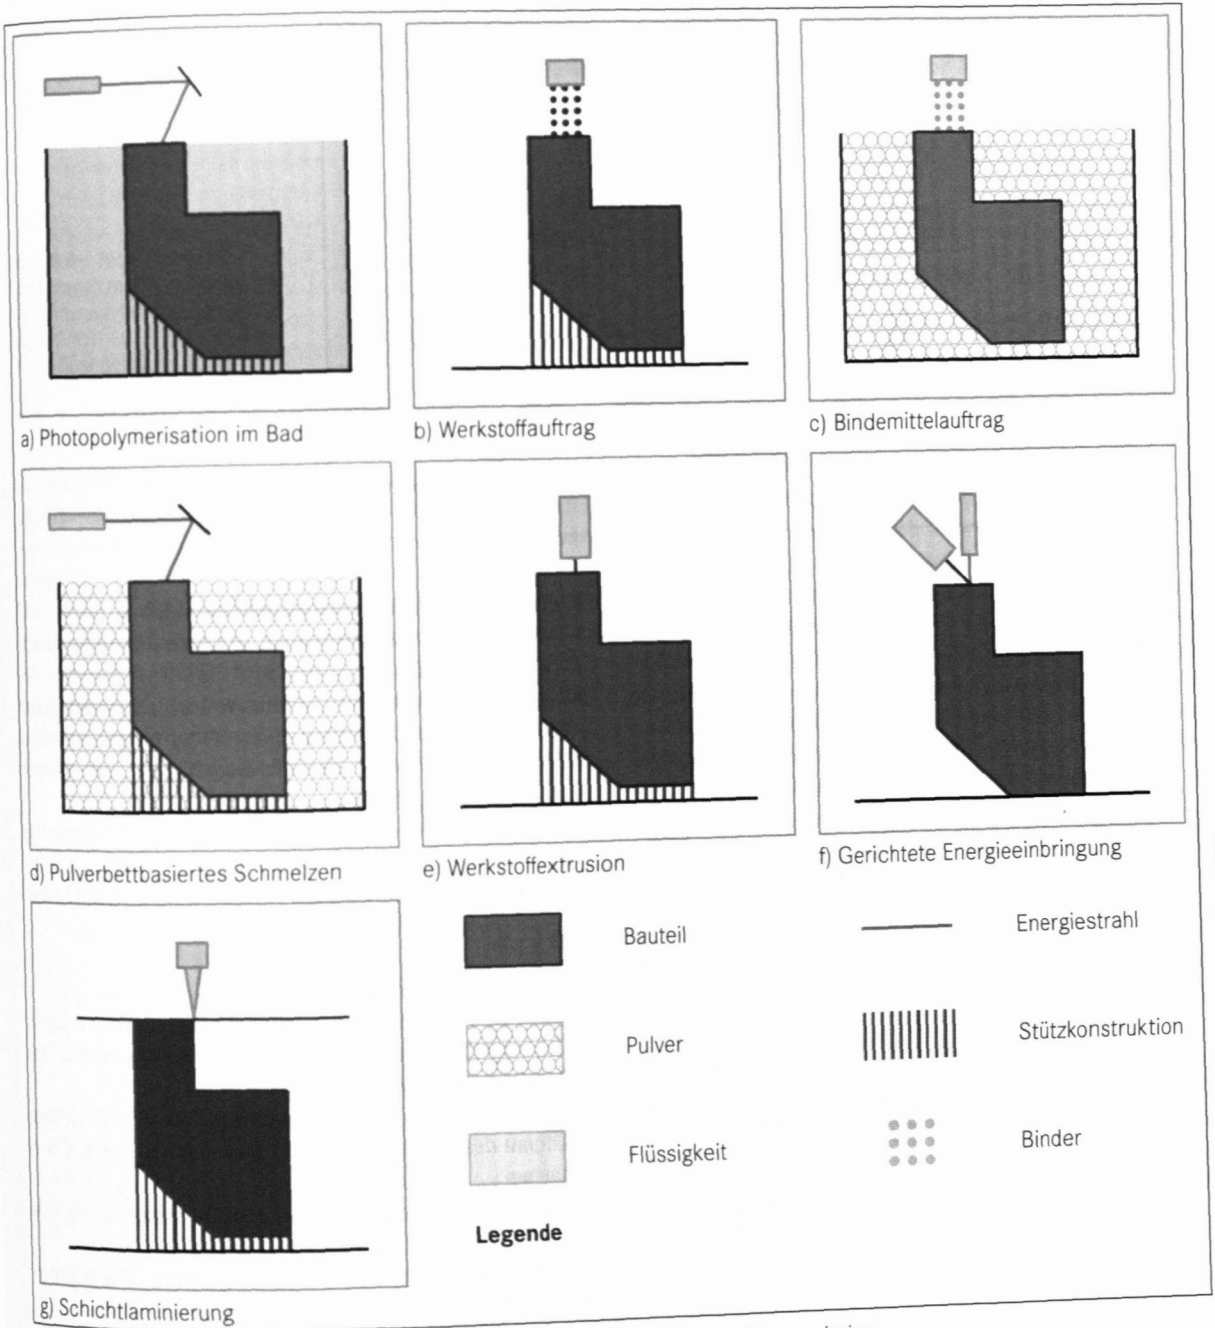 a) Photopolymerisation im Bad
b) Werkstoffauftrag
c) Bindemittelauftrag
d) Pulverbettbasiertes Schmelzen
e) Werkstoffextrusion
f) Gerichtete Energieeinbringung
g) Schichtlaminierung
Bauteil
Pulver
Flüssigkeit
Energiestrahl
Stützkonstruktion
Binder
Legende